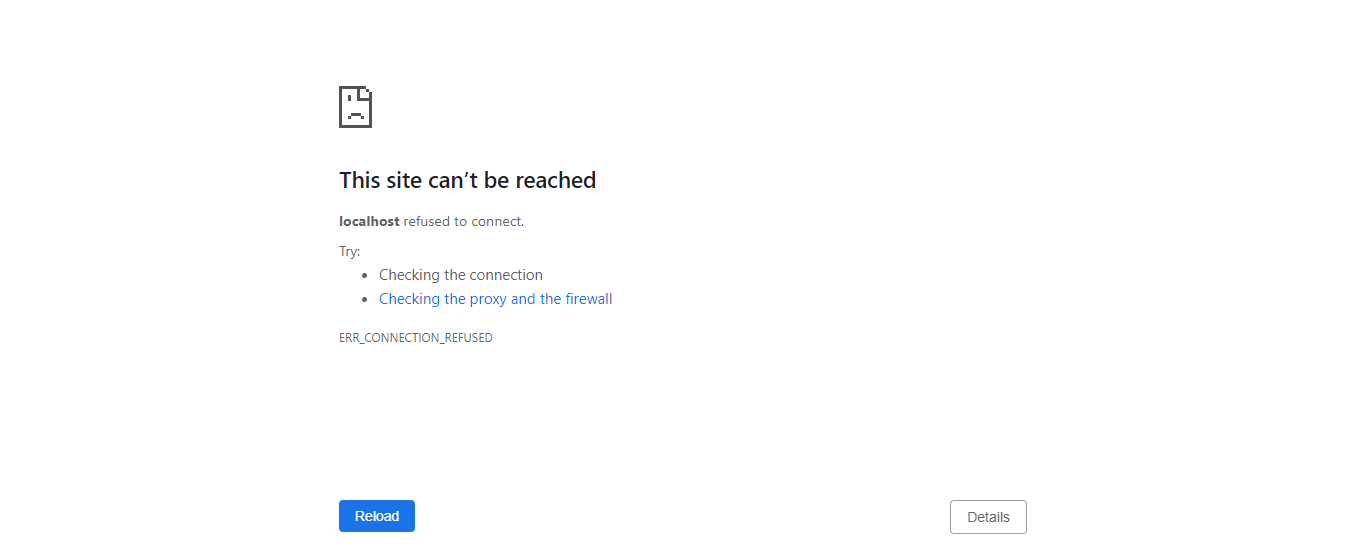 This site can’t be reached
localhost refused to connect.
Try:
• Checking the connection
• Checking the proxy and the firewall
ERR_CONNECTION_REFUSED
Reload
Details